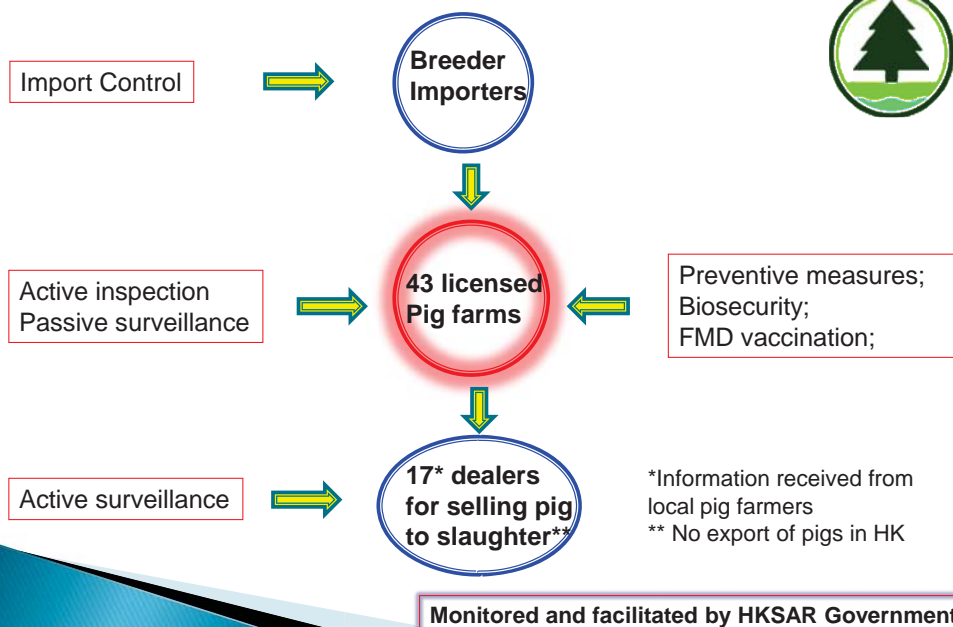 Import Control
Breeder
Importers
Active inspection
Passive surveillance
43 licensed
Pig farms
Preventive measures;
Biosecurity;
FMD vaccination;
Active surveillance
17* dealers
for selling pig
to slaughter**
*Information received from
local pig farmers
** No export of pigs in HK
Monitored and facilitated by HKSAR Government